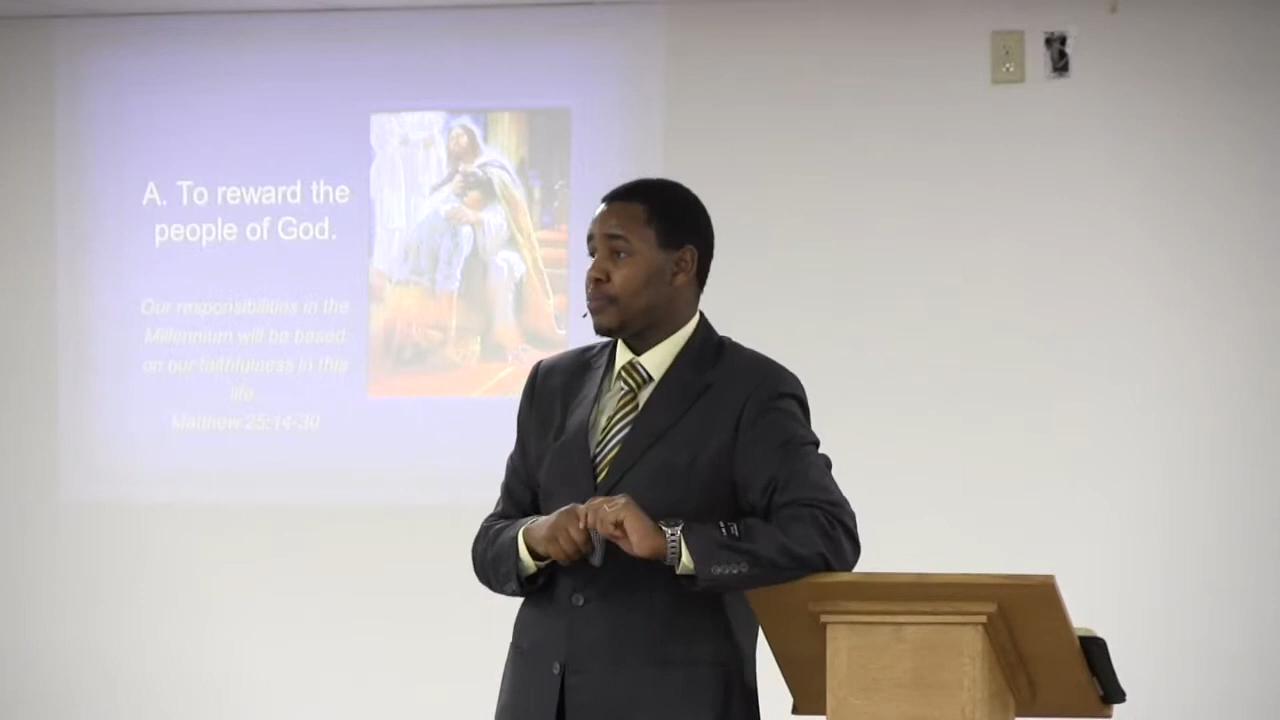 A. To reward the
people of God.
Our responsibilities in the
Millennium will be based
on our faithfulness in this
life
Matthew 25:14-30